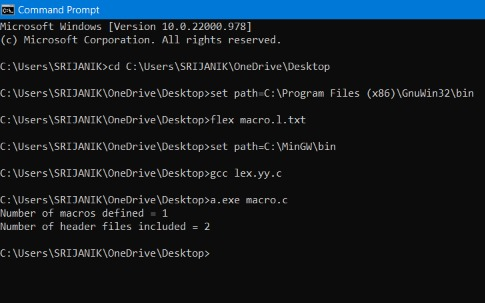 Command Prompt
Microsoft Windows [Version 10.0.22000.978]
(c) Microsoft Corporation. All rights reserved.
C:\Users\SRIJANIK>cd C:\Users\SRIJANIK\OneDrive\Desktop
C:\Users\SRIJANIK\OneDrive\Desktop>set path=C:\Program Files (x86)\GnuWin32\bin
C:\Users\SRIJANIK\OneDrive\Desktop>flex macro.l.txt
C:\Users\SRIJANIK\OneDrive\Desktop>set path=C:\MinGW\bin
C:\Users\SRIJANIK\OneDrive\Desktop>gcc lex.yy.c
C:\Users\SRIJANIK\OneDrive\Desktop>a.exe macro.c
Number of macros defined = 1
Number of header files included = 2
C:\Users\SRIJANIK\OneDrive\Desktop>